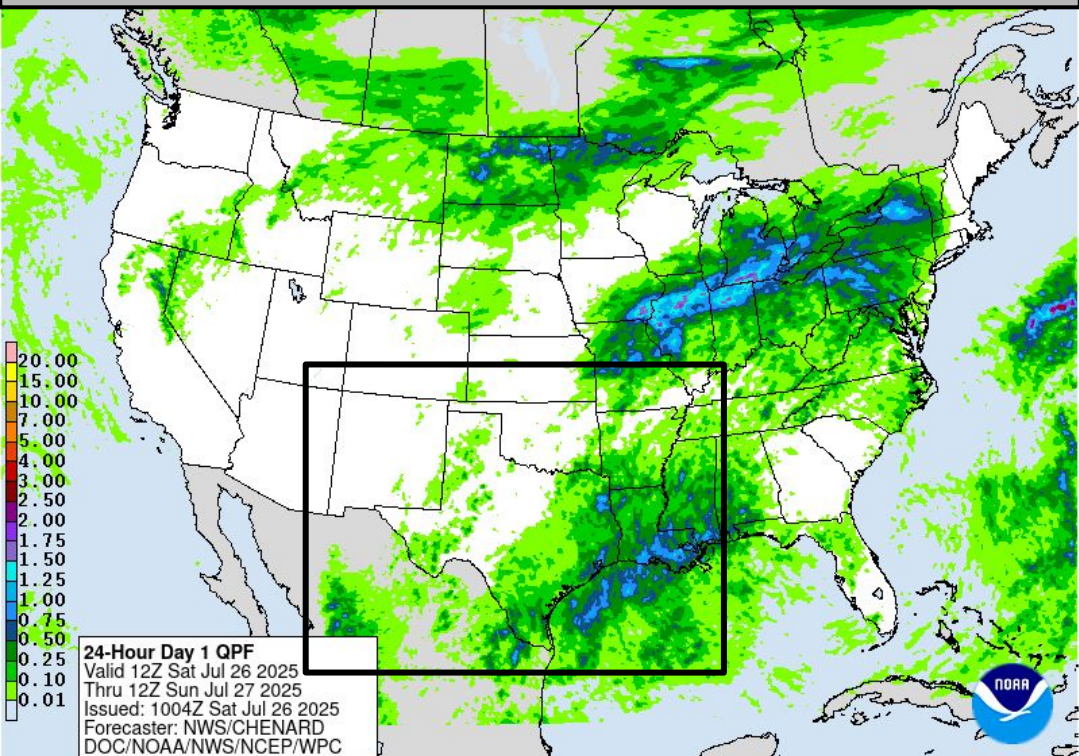 20.00
15.00
10.00
7.00
5.00
4.00
3.00
2.50
2.00
1.75
1.50
1.25
1.00
0.75
0.50
0.25
0.10
0.01
24-Hour Day 1 QPF
Valid 12Z Sat Jul 26 2025
Thru 12Z Sun Jul 27 2025
Issued: 1004Z Sat Jul 26 2025
Forecaster: NWS/CHENARD
DOC/NOAA/NWS/NCEP/WPC
NOAA